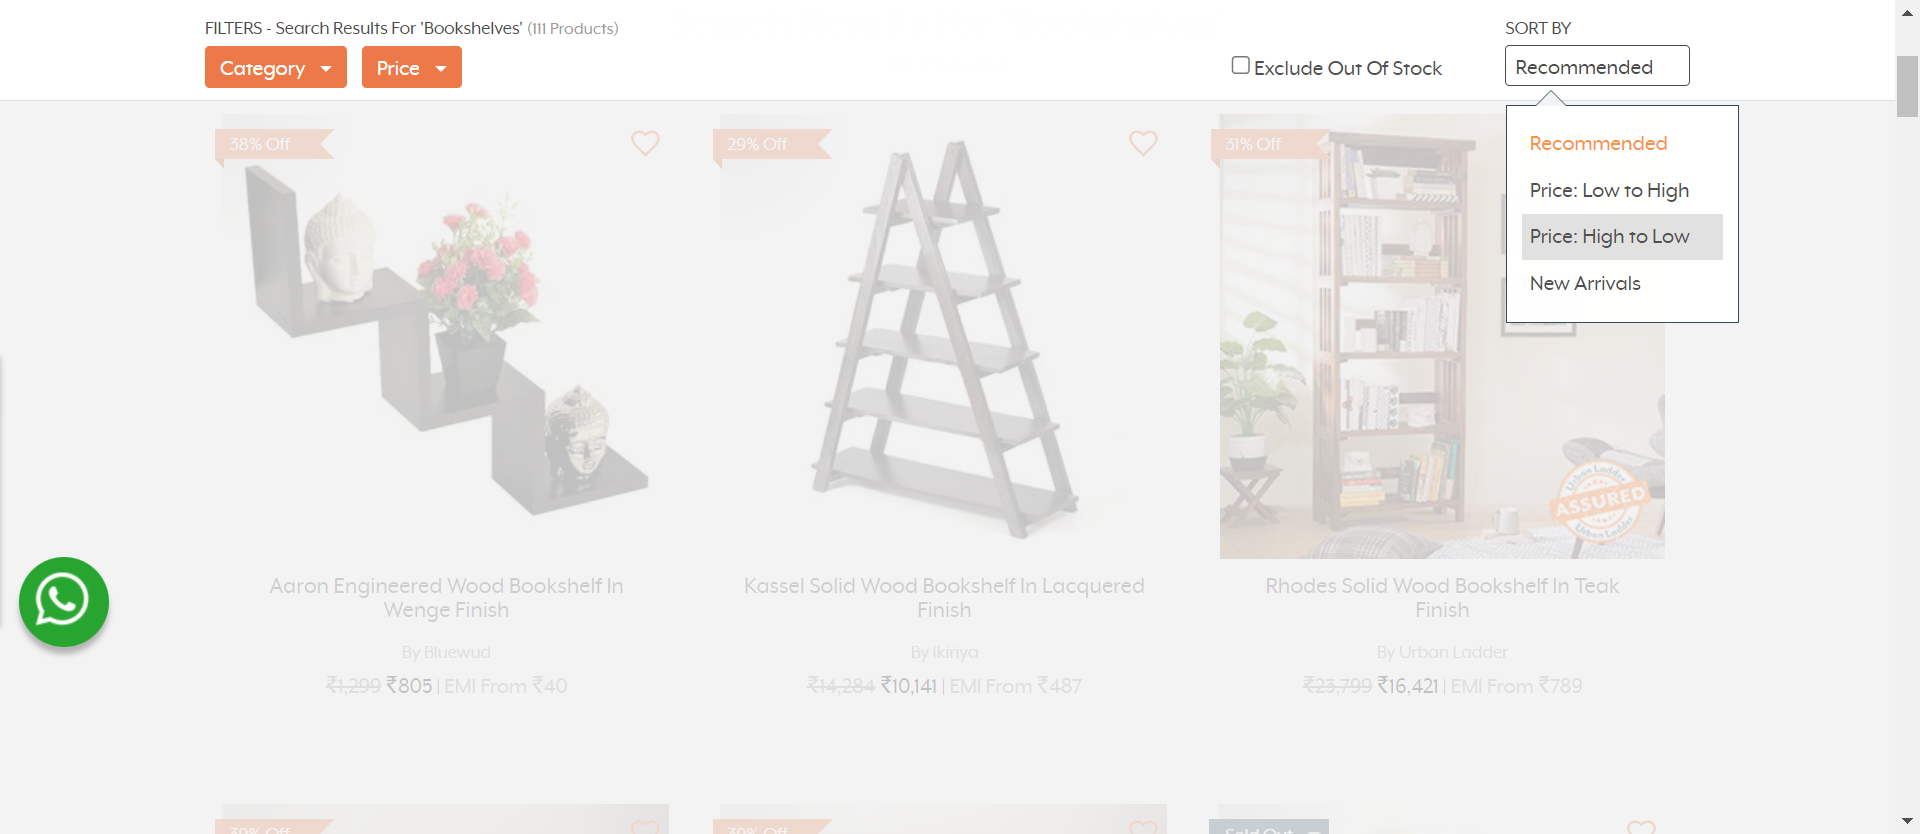 FILTERS - Search Results For 'Bookshelves' (111 Products)
SORT BY
Category
Price
Exclude Out Of Stock
Recommended
Recommended
Price: Low to High
Price: High to Low
New Arrivals
38% Off
29% Off
31% Off
Urban Ladder
ASSURED
Urban Ladder
Aaron Engineered Wood Bookshelf In
Wenge Finish
By Bluewud
₹1,299 ₹805 | EMI From ₹40
Kassel Solid Wood Bookshelf In Lacquered
Finish
By Ikiriya
₹14,284 ₹10,141 | EMI From ₹487
Rhodes Solid Wood Bookshelf In Teak
Finish
By Urban Ladder
₹23,799 ₹16,421 | EMI From ₹789
39% Off
39% Off
Sold Out